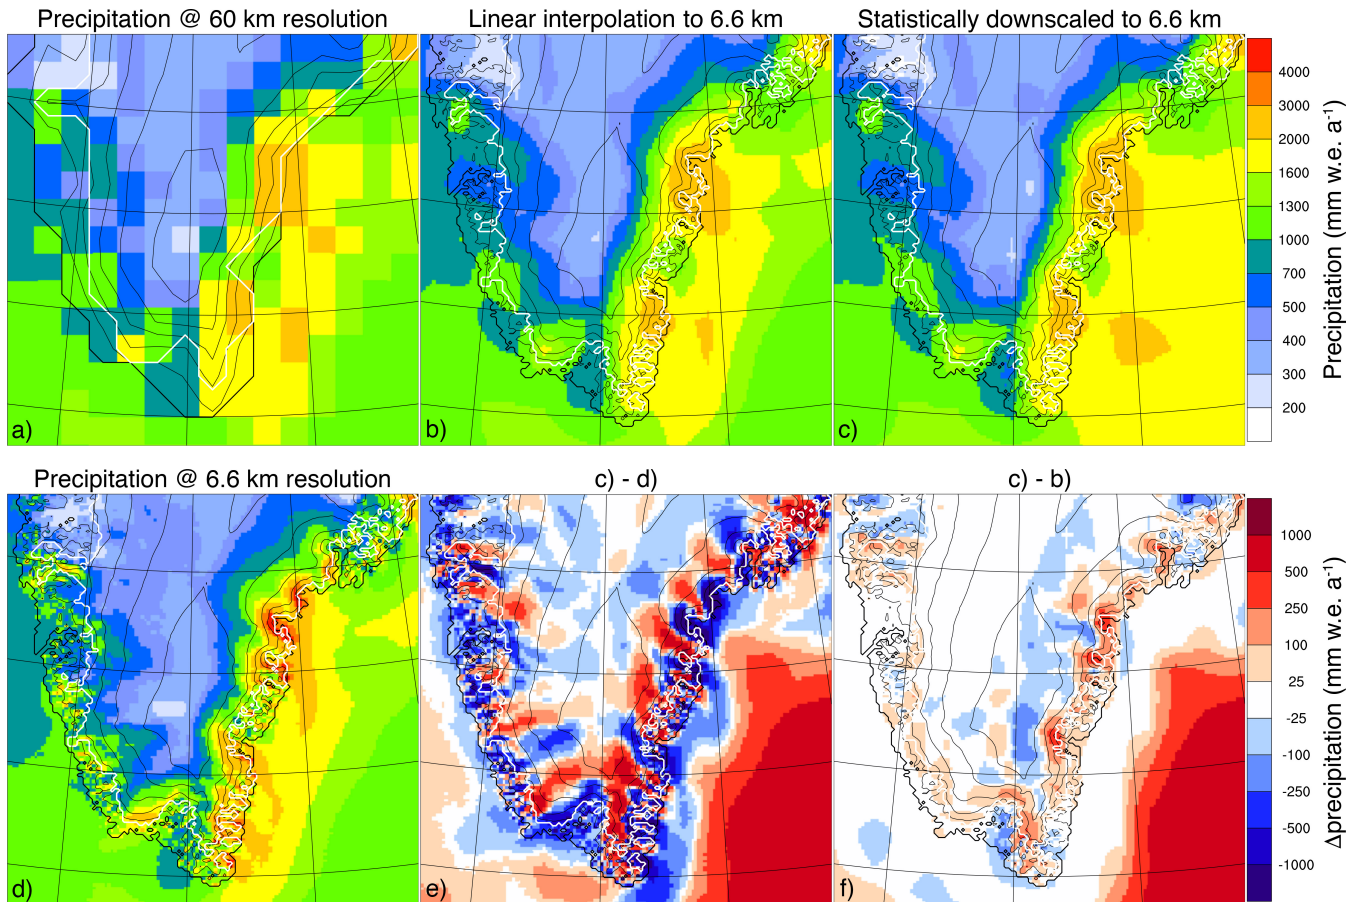 Precipitation @ 60 km resolution
Linear interpolation to 6.6 km
Statistically downscaled to 6.6 km
a)
b)
c)
4000
3000
2000
1600
1300
1000
700
500
400
300
200
Precipitation (mm w.e. a-1)
Precipitation @ 6.6 km resolution
c) - d)
c) - b)
d)
e)
f)
1000
500
250
100
25
-25
-100
-250
-500
-1000
Δprecipitation (mm w.e. a-1)